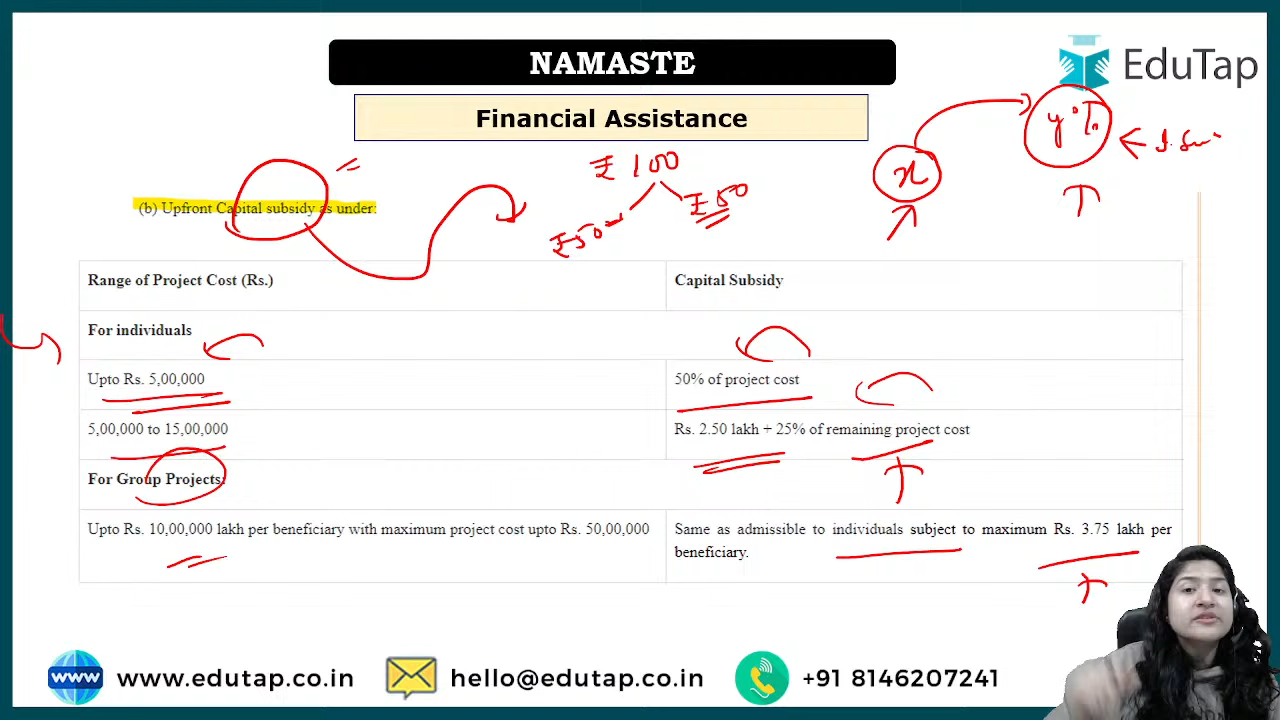 NAMASTE
EduTap
Financial Assistance
y%
x
₹100
₹50
₹50
(b) Upfront Capital subsidy as under:
Range of Project Cost (Rs.) Capital Subsidy
For individuals
Upto Rs. 5,00,000 50% of project cost
5,00,000 to 15,00,000 Rs. 2.50 lakh + 25% of remaining project cost
For Group Projects:
Upto Rs. 10,00,000 lakh per beneficiary with maximum project cost upto Rs. 50,00,000 Same as admissible to individuals subject to maximum Rs. 3.75 lakh per
beneficiary.
www www.edutap.co.in hello@edutap.co.in +91 8146207241